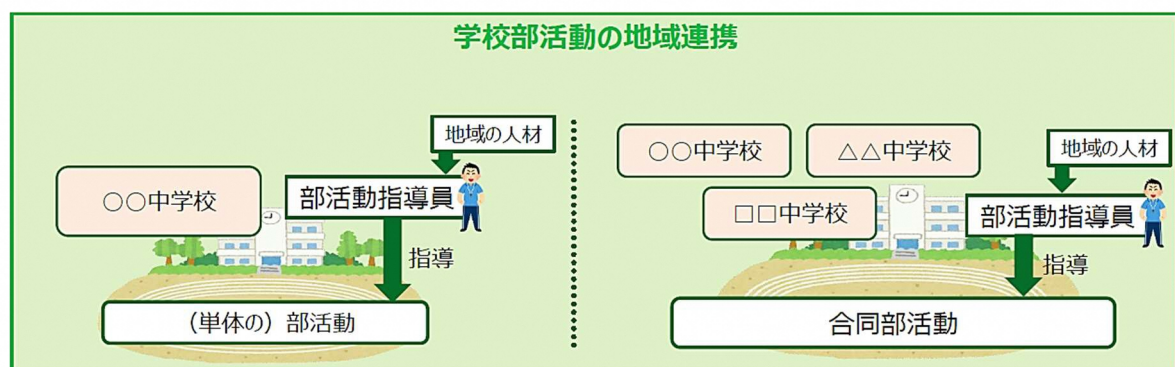 学校部活動の地域連携
地域の人材
○○中学校
部活動指導員
指導
（単体の）部活動
○○中学校
△△中学校
地域の人材
□□中学校
部活動指導員
指導
合同部活動